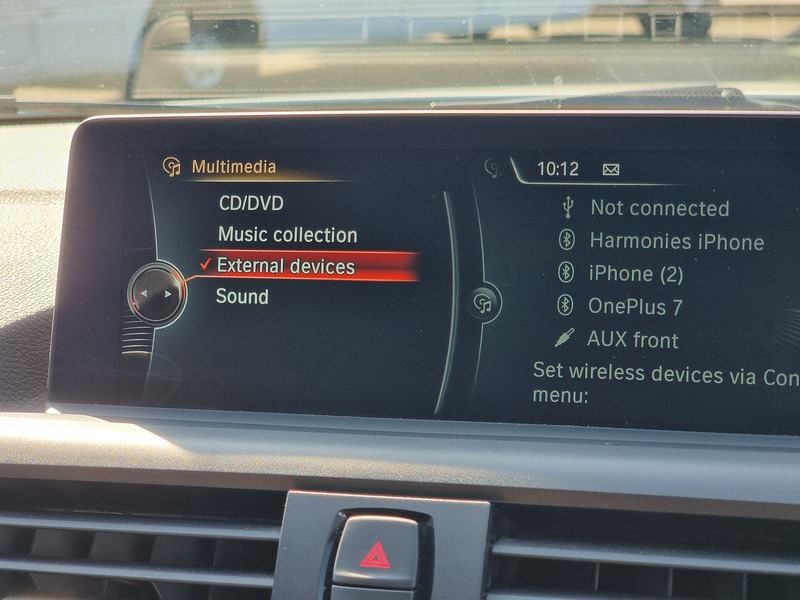 Multimedia
CD/DVD
Music collection
External devices
Sound
10:12
Not connected
Harmonies iPhone
iPhone (2)
OnePlus 7
AUX front
Set wireless devices via Con
menu: